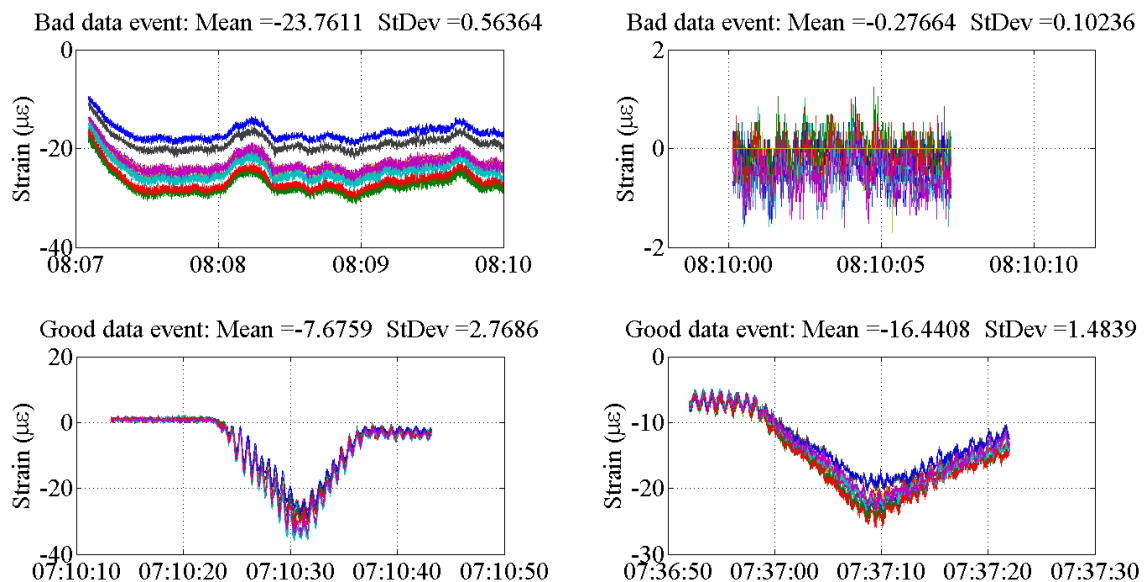 Bad data event: Mean =-23.7611 StDev =0.56364
0
-20
-40
Strain (µε)
08:07 08:08 08:09 08:10
Bad data event: Mean =-0.27664 StDev =0.10236
2
0
-2
Strain (µε)
08:10:00 08:10:05 08:10:10
Good data event: Mean =-7.6759 StDev =2.7686
20
0
-20
-40
Strain (µε)
07:10:10 07:10:20 07:10:30 07:10:40 07:10:50
Good data event: Mean =-16.4408 StDev =1.4839
0
-10
-20
-30
Strain (µε)
07:36:50 07:37:00 07:37:10 07:37:20 07:37:30